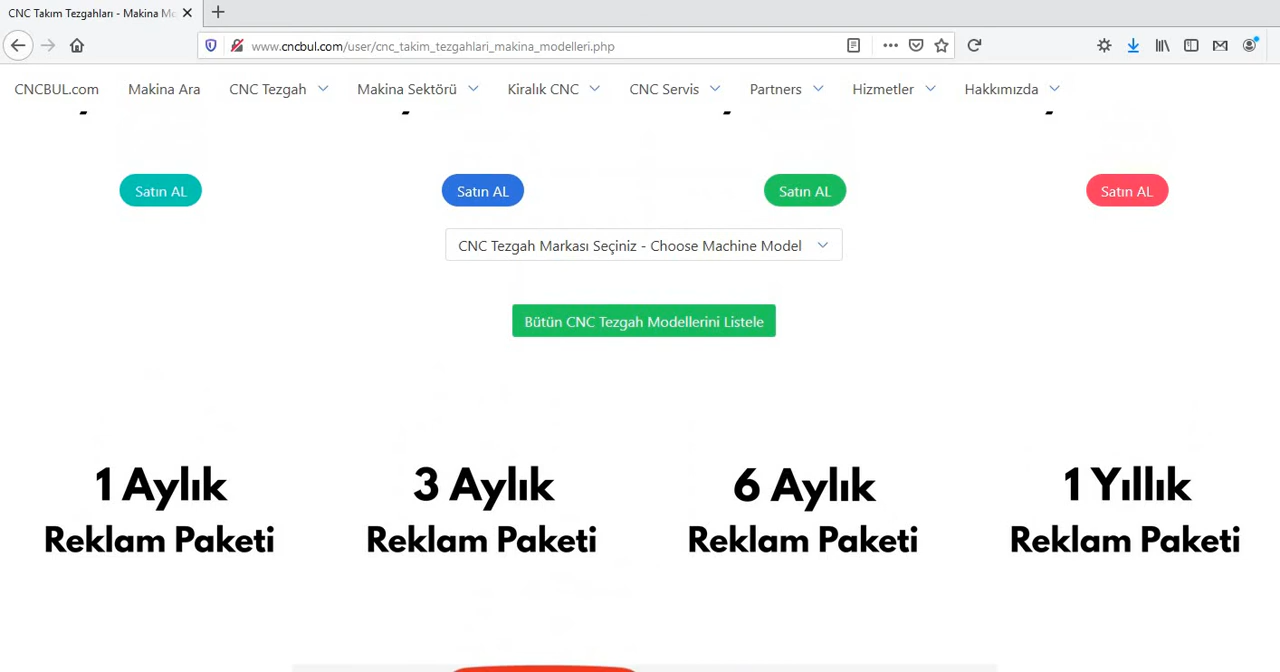 CNC Takım Tezgahları - Makina Mo
www.cncbul.com/user/cnc_takim_tezgahlari_makina_modelleri.php
CNCBUL.com Makina Ara CNC Tezgah Makina Sektörü Kiralık CNC CNC Servis Partners Hizmetler Hakkımızda
Satın AL Satın AL Satın AL Satın AL
CNC Tezgah Markası Seçiniz - Choose Machine Model
Bütün CNC Tezgah Modellerini Listele
1 Aylık 3 Aylık 6 Aylık 1 Yıllık
Reklam Paketi Reklam Paketi Reklam Paketi Reklam Paketi